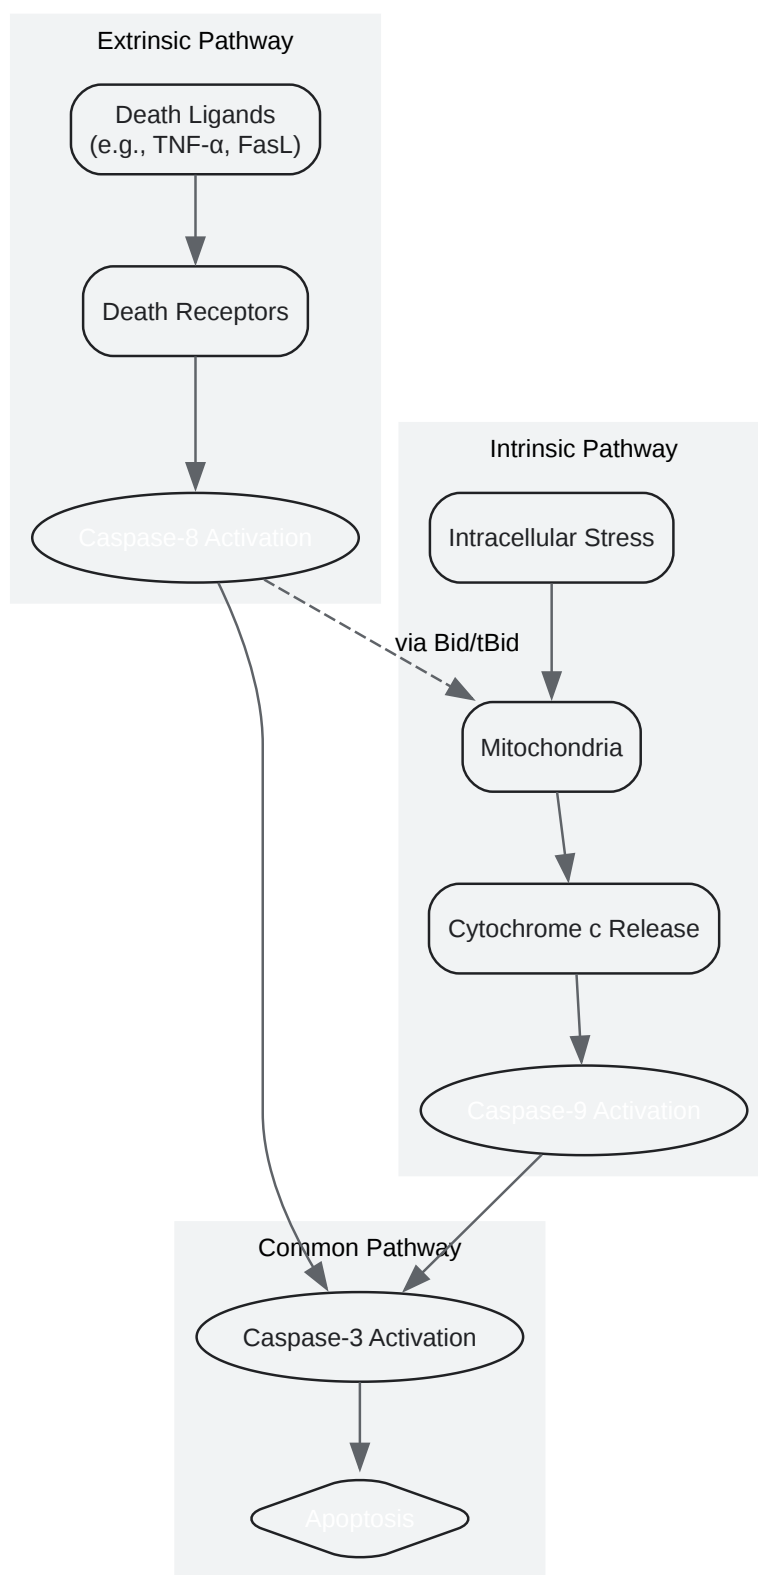 Extrinsic Pathway
Death Ligands
(e.g., TNF-α, FasL)
Death Receptors
Caspase-8 Activation
Intrinsic Pathway
Intracellular Stress
via Bid/tBid
Mitochondria
Cytochrome c Release
Caspase-9 Activation
Common Pathway
Caspase-3 Activation
Apoptosis